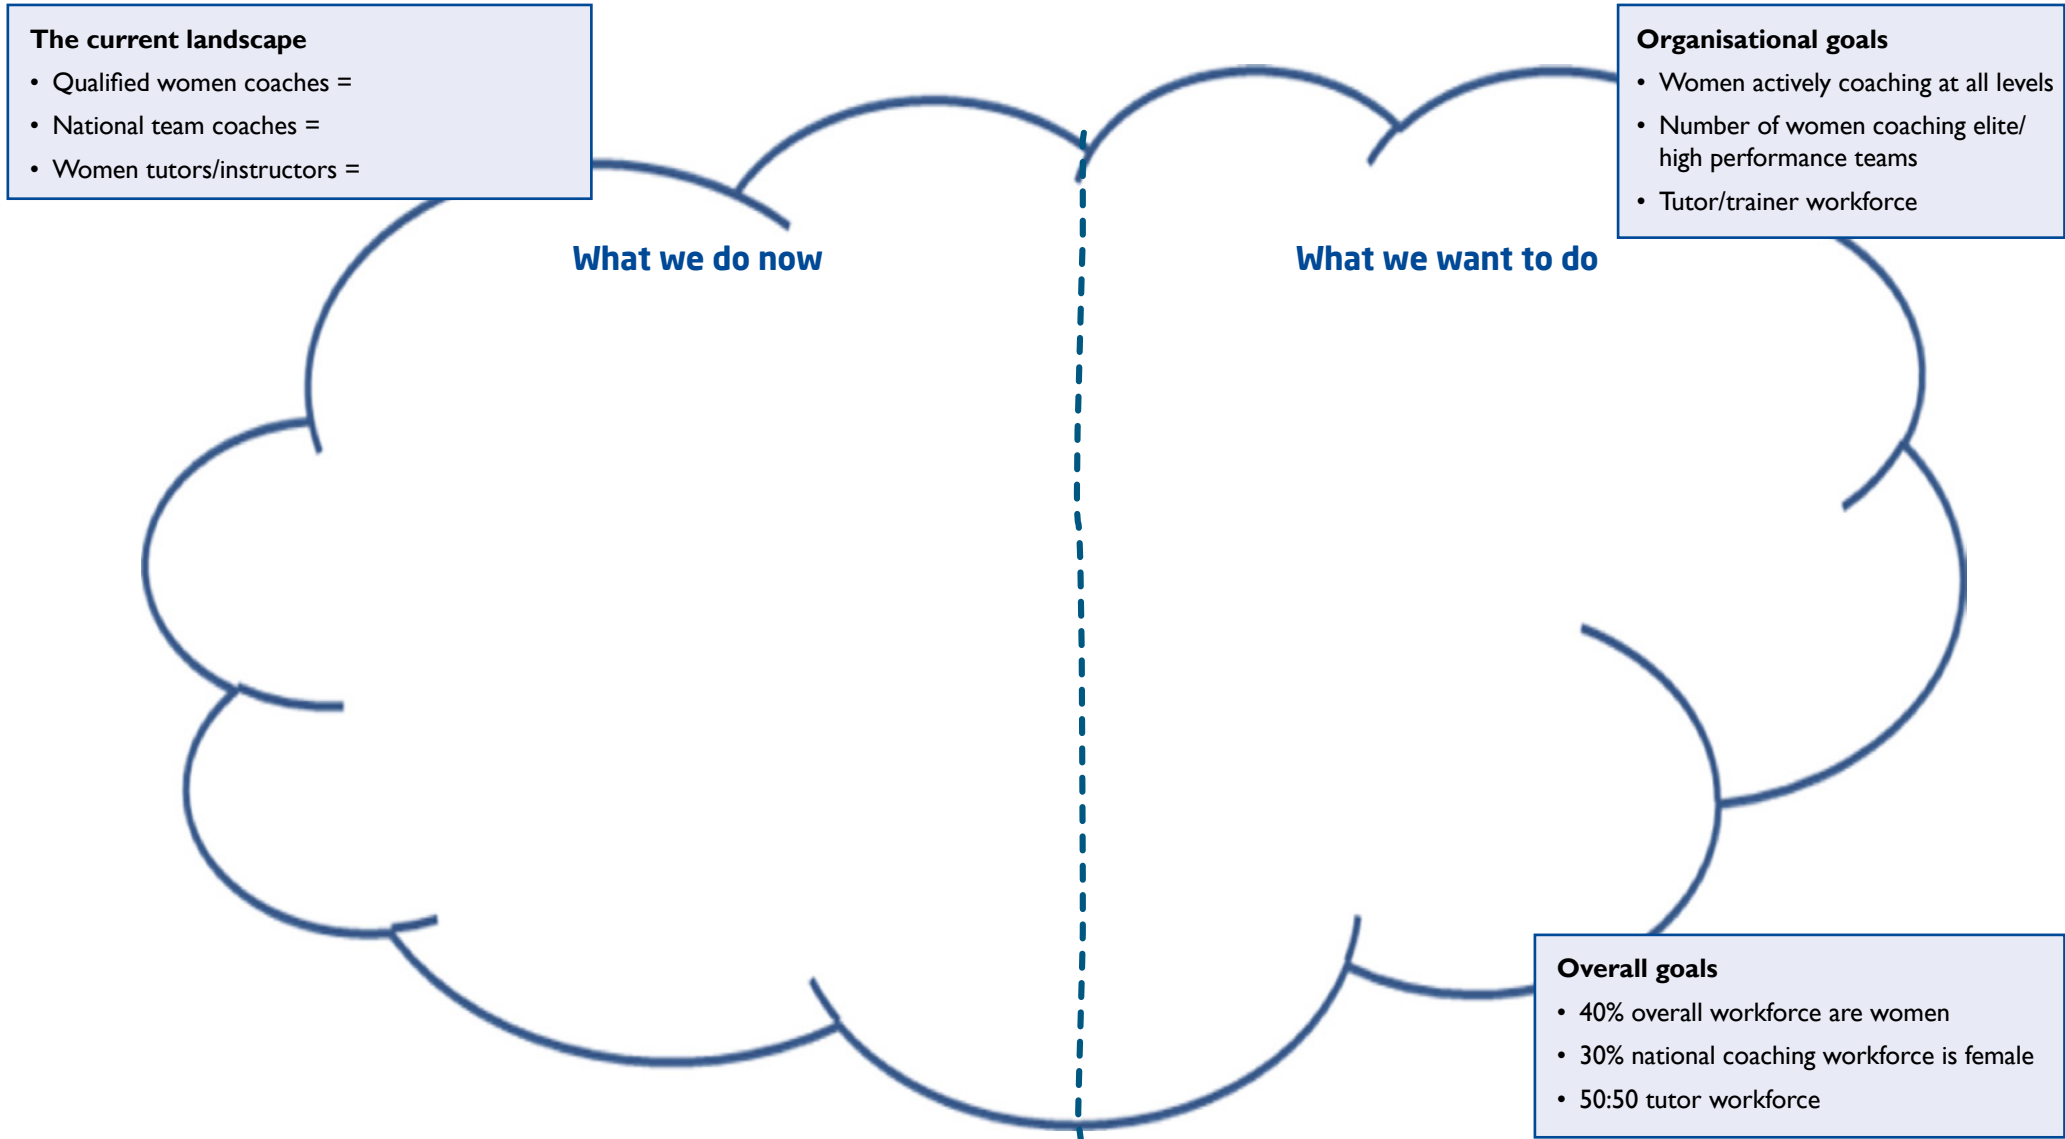 The current landscape
• Qualified women coaches =
• National team coaches =
• Women tutors/instructors =
Organisational goals
• Women actively coaching at all levels
• Number of women coaching elite/
high performance teams
• Tutor/trainer workforce
What we do now
What we want to do
Overall goals
• 40% overall workforce are women
• 30% national coaching workforce is female
• 50:50 tutor workforce